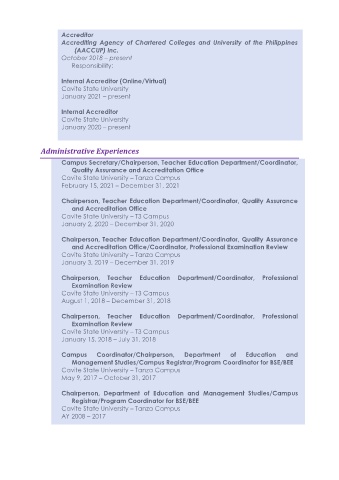 Accreditor
Accrediting Agency of Chartered Colleges and University of the Philippines
(AACCUP) Inc.
October 2018 – present
Responsibility:
Internal Accreditor (Online/Virtual)
Cavite State University
January 2021 – present
Internal Accreditor
Cavite State University
January 2020 – present
Administrative Experiences
Campus Secretary/Chairperson, Teacher Education Department/Coordinator,
Quality Assurance and Accreditation Office
Cavite State University – Tanza Campus
February 15, 2021 – December 31, 2021
Chairperson, Teacher Education Department/Coordinator, Quality Assurance
and Accreditation Office
Cavite State University – T3 Campus
January 2, 2020 – December 31, 2020
Chairperson, Teacher Education Department/Coordinator, Quality Assurance
and Accreditation Office/Coordinator, Professional Examination Review
Cavite State University – Tanza Campus
January 3, 2019 – December 31, 2019
Chairperson, Teacher Education Department/Coordinator, Professional
Examination Review
Cavite State University – T3 Campus
August 1, 2018 – December 31, 2018
Chairperson, Teacher Education Department/Coordinator, Professional
Examination Review
Cavite State University – T3 Campus
January 15, 2018 – July 31, 2018
Campus Coordinator/Chairperson, Department of Education and
Management Studies/Campus Registrar/Program Coordinator for BSE/BEE
Cavite State University – Tanza Campus
May 9, 2017 – October 31, 2017
Chairperson, Department of Education and Management Studies/Campus
Registrar/Program Coordinator for BSE/BEE
Cavite State University – Tanza Campus
AY 2008 – 2017